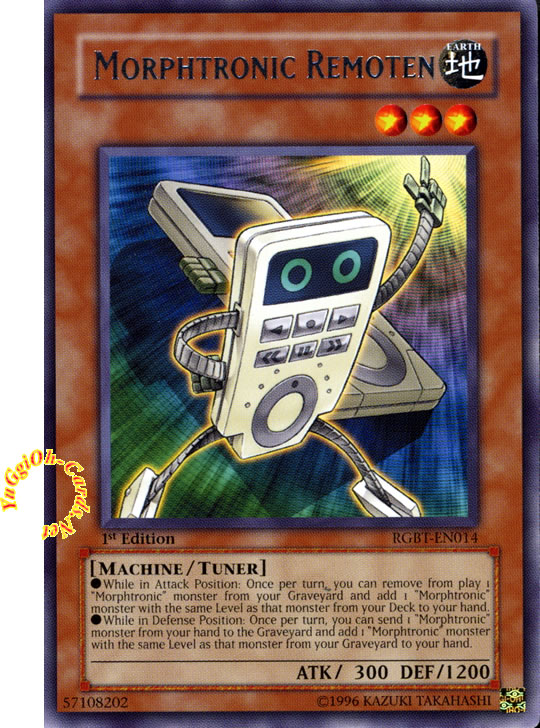 MORPHTRONIC REMOTEN
EARTH
地
YuGgiOh-Cards.Net
1st Edition
RGBT-EN014
[MACHINE/TUNER]
●While in Attack Position: Once per turn, you can remove from play 1
"Morphtronic" monster from your Graveyard and add 1 "Morphtronic"
monster with the same Level as that monster from your Deck to your hand.
●While in Defense Position: Once per turn, you can send 1 "Morphtronic"
monster from your hand to the Graveyard and add 1 "Morphtronic" monster
with the same Level as that monster from your Graveyard to your hand.
ATK/ 300 DEF/1200
57108202
©1996 KAZUKI TAKAHASHI